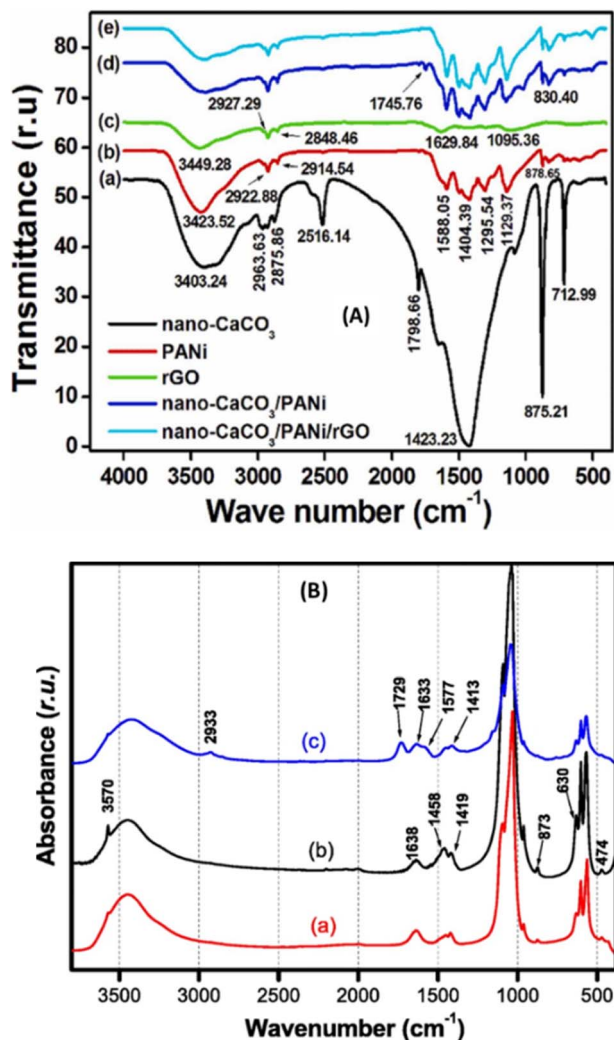 Transmittance (r.u)
80
70
60
50
40
30
20
10
0
(e)
(d)
(c)
(b)
(a)
2927.29
1745.76
830.40
2848.46
1629.84
1095.36
3449.28
2914.54
878.65
2922.88
3423.52
3403.24
2963.63
2875.86
2516.14
1588.05
1404.39
1295.54
1129.37
1798.66
(A)
712.99
875.21
1423.23
nano-CaCO3
PANi
rGO
nano-CaCO3/PANi
nano-CaCO3/PANi/rGO
4000 3500 3000 2500 2000 1500 1000 500
Wave number (cm-1)
(B)
Absorbance (r.u.)
1729
1633
1577
1413
2933
(c)
3570
1458
1419
630
1638
873
474
(b)
(a)
3500 3000 2500 2000 1500 1000 500
Wavenumber (cm-1)